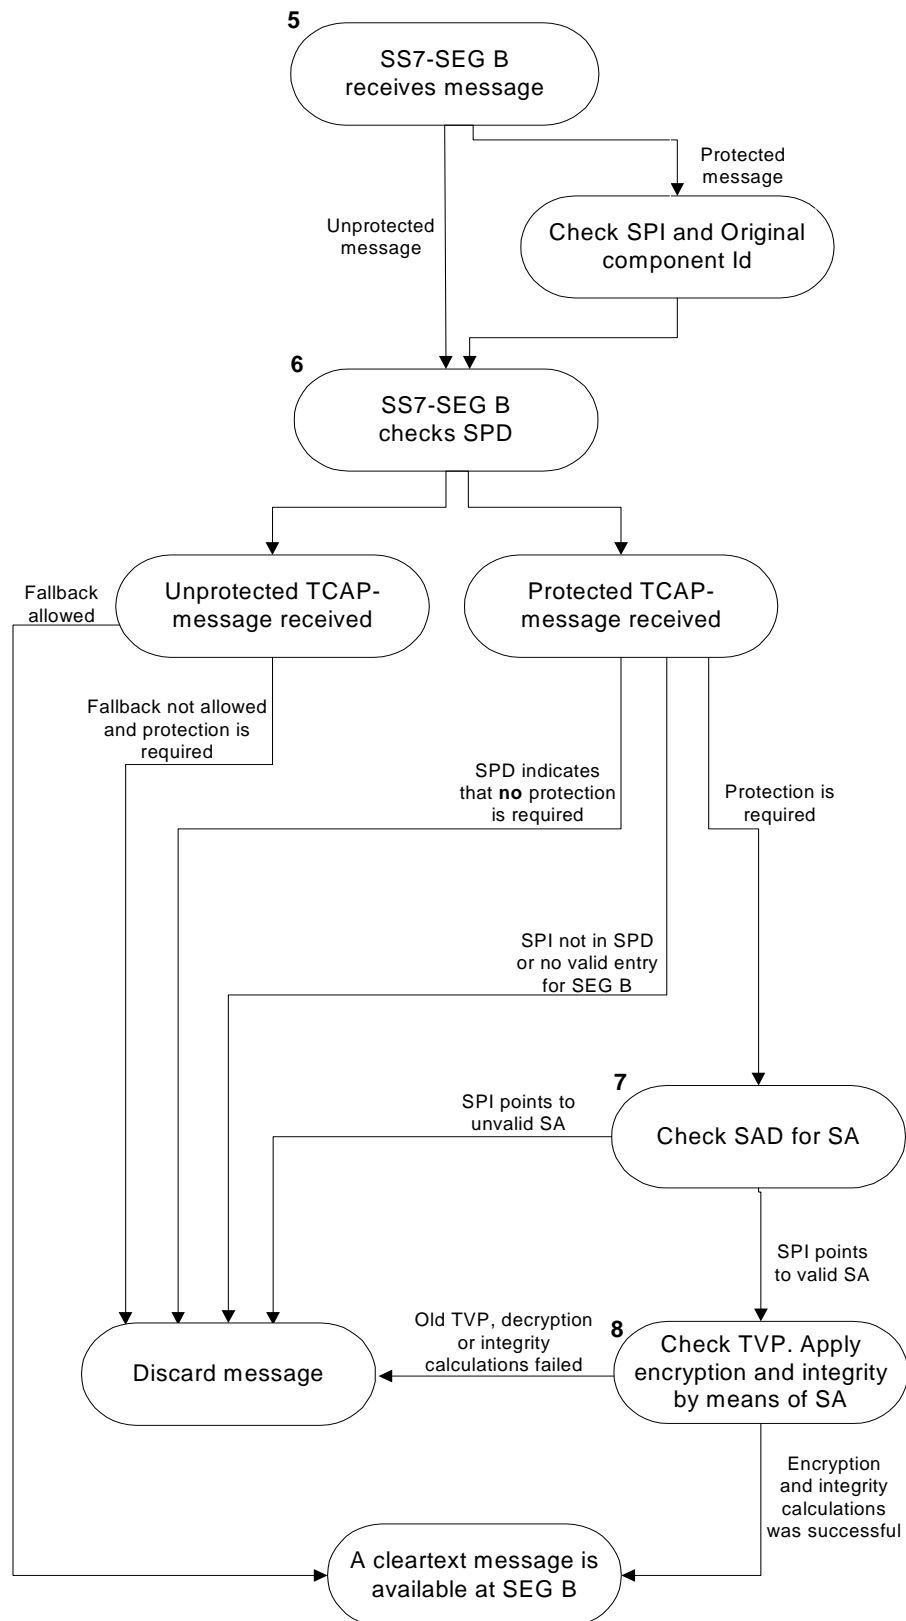 5
SS7-SEG B
receives message
Protected
message
Unprotected
message
Check SPI and Original
component Id
6
SS7-SEG B
checks SPD
Fallback
allowed
Unprotected TCAP-
message received
Protected TCAP-
message received
Fallback not allowed
and protection is
required
SPD indicates
that no protection
is required
Protection is
required
SPI not in SPD
or no valid entry
for SEG B
7
SPI points to
unvalid SA
Check SAD for SA
SPI points
to valid SA
Old TVP, decryption
or integrity
calculations failed
8
Discard message
Check TVP. Apply
encryption and integrity
by means of SA
Encryption
and integrity
calculations
was successful
A cleartext message is
available at SEG B